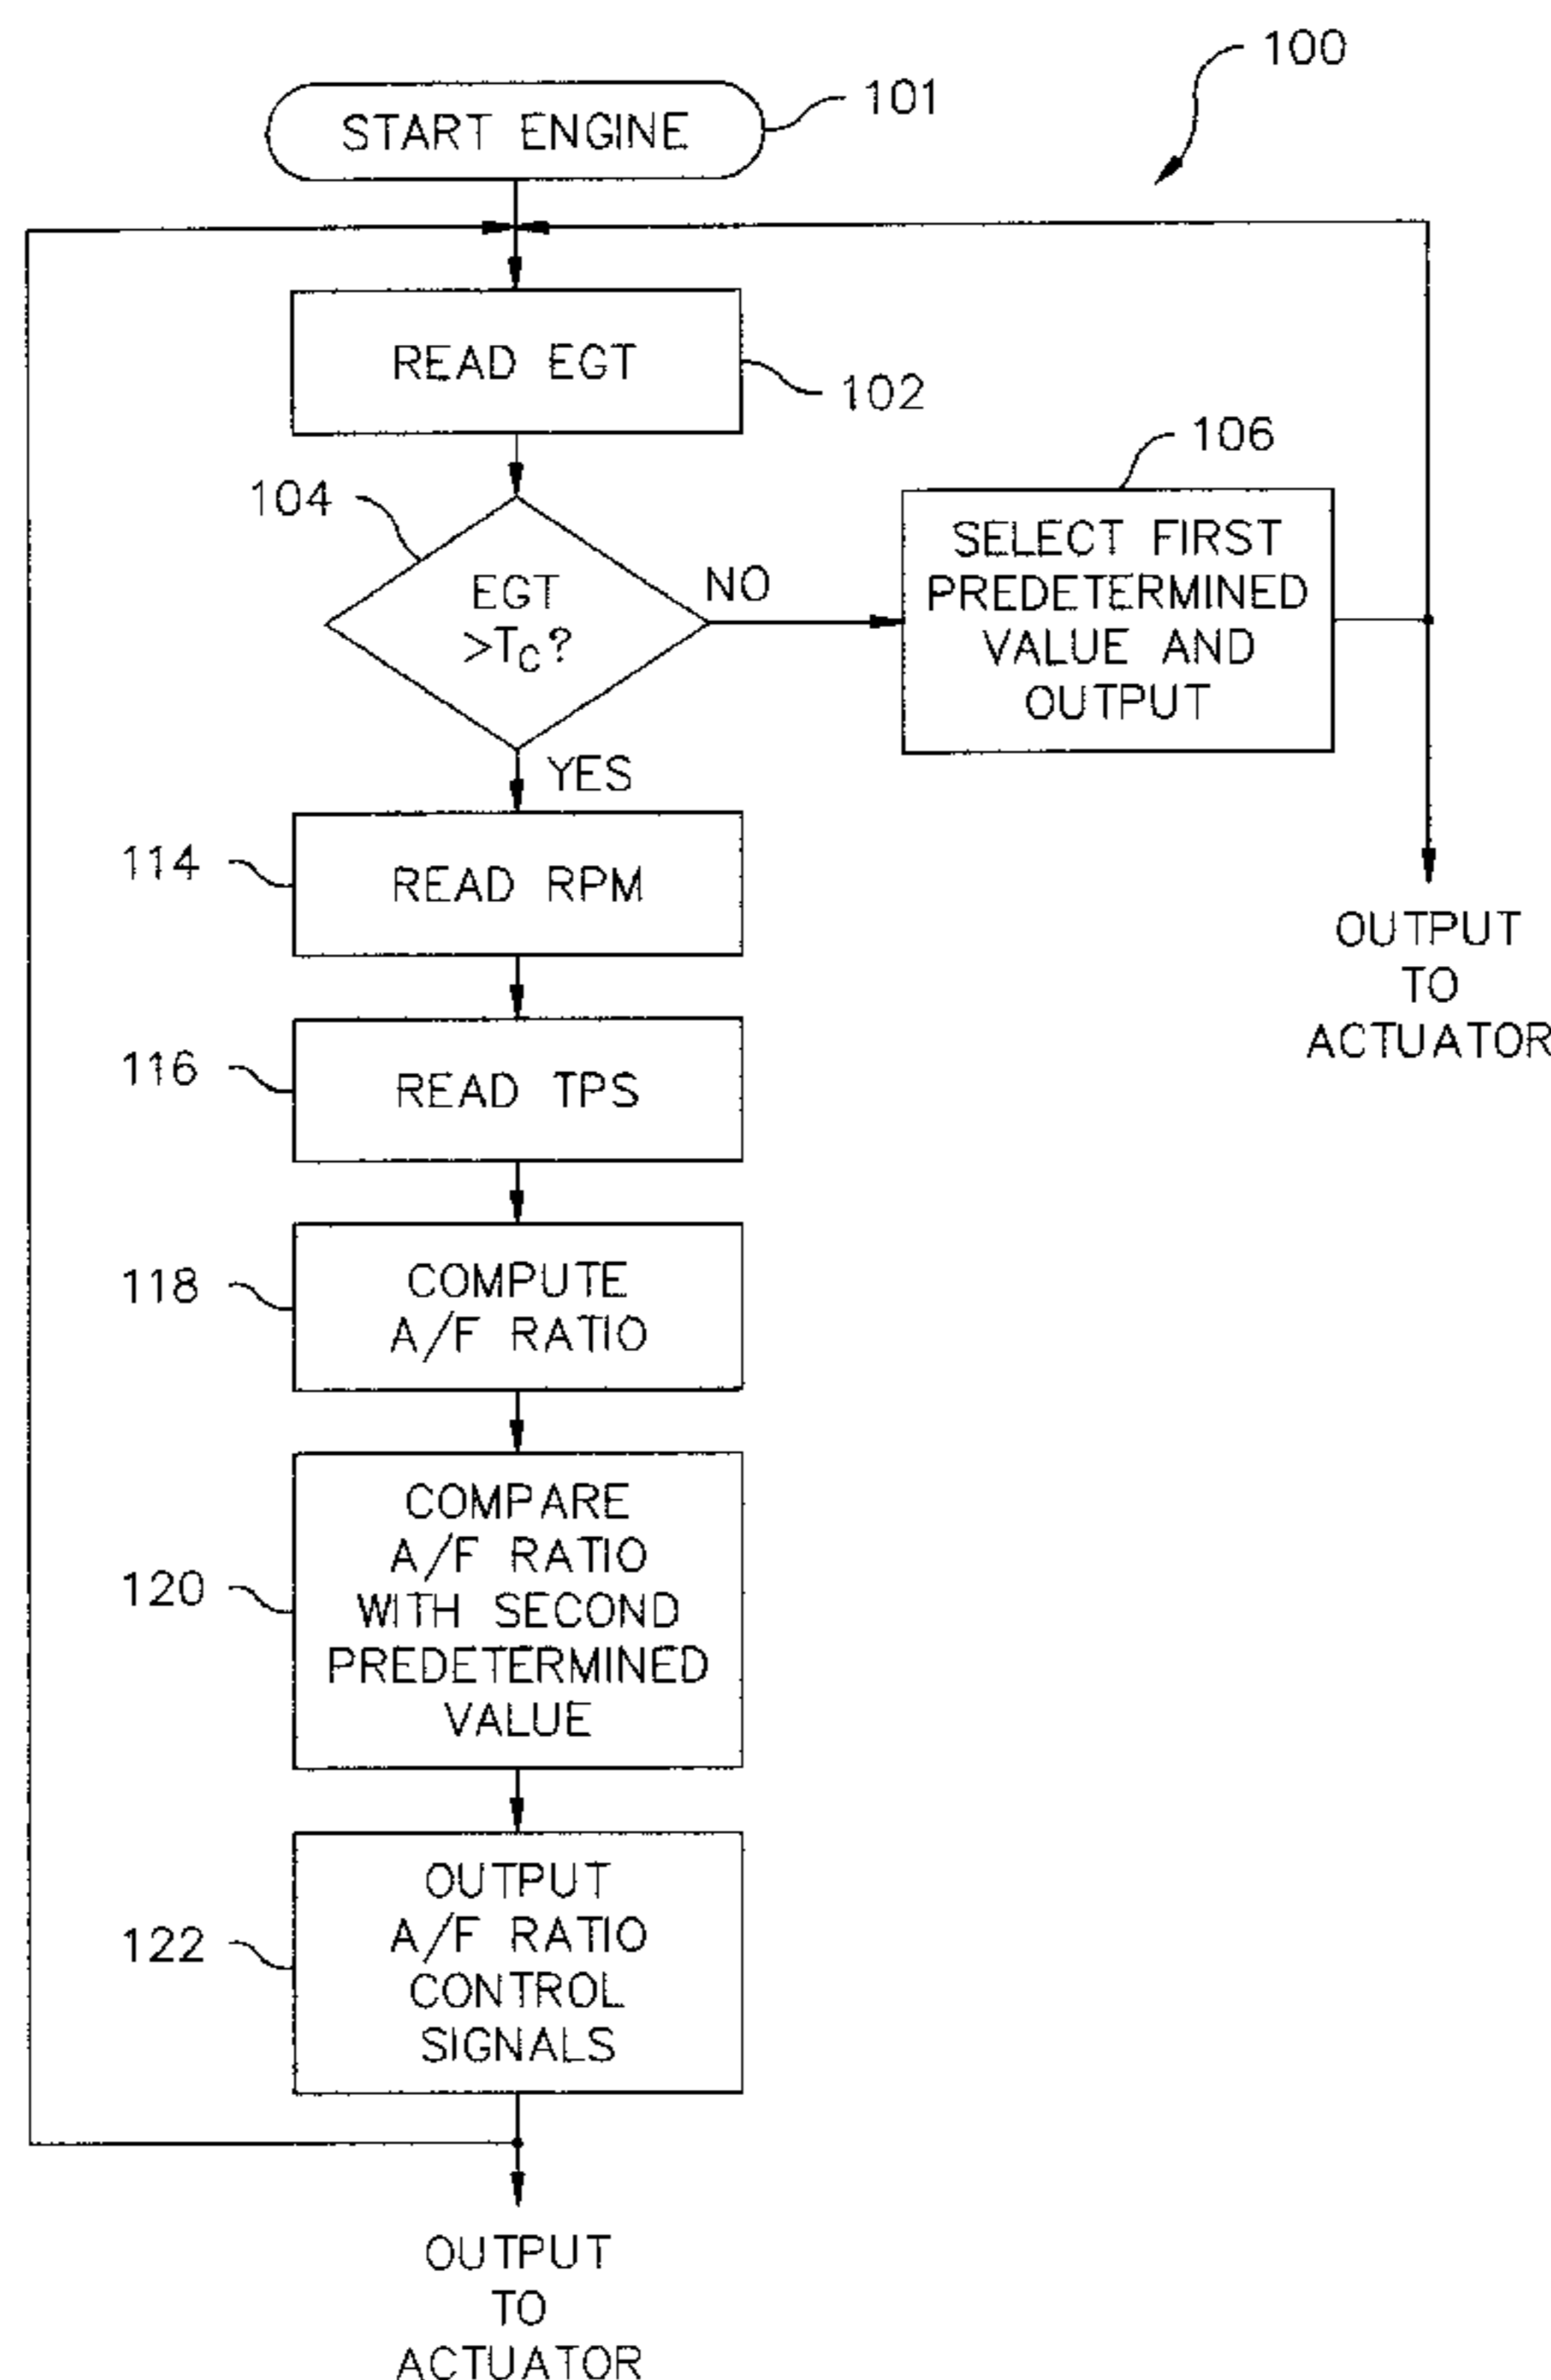 100
START ENGINE
101
READ EGT
102
104
EGT
>TC?
NO
106
SELECT FIRST
PREDETERMINED
VALUE AND
OUTPUT
YES
114
READ RPM
OUTPUT
TO
ACTUATOR
116
READ TPS
118
COMPUTE
A/F RATIO
120
COMPARE
A/F RATIO
WITH SECOND
PREDETERMINED
VALUE
122
OUTPUT
A/F RATIO
CONTROL
SIGNALS
OUTPUT
TO
ACTUATOR